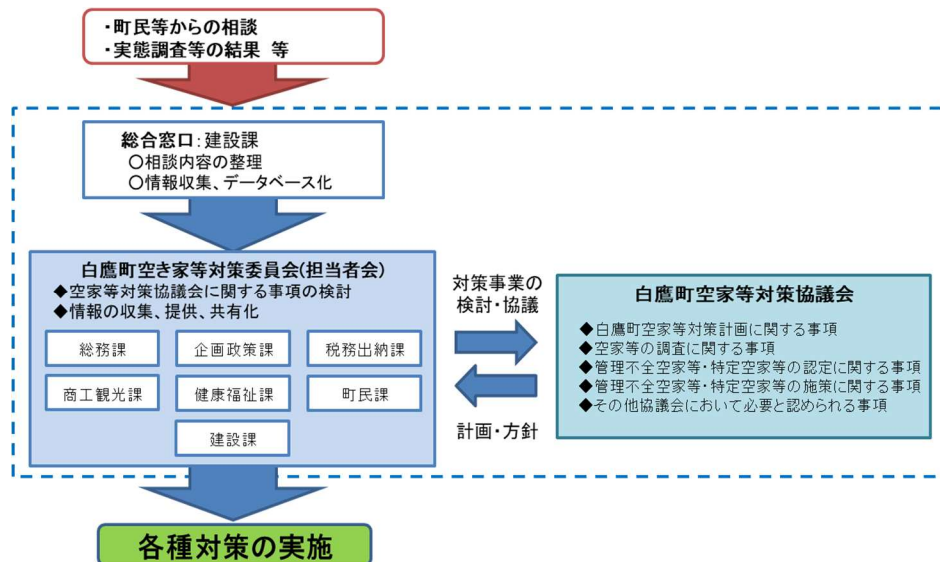 ・町民等からの相談
・実態調査等の結果 等
総合窓口:建設課
〇相談内容の整理
〇情報収集、データベース化
白鷹町空き家等対策委員会(担当者会)
◆空家等対策協議会に関する事項の検討
◆情報の収集、提供、共有化
総務課
企画政策課
税務出納課
商工観光課
健康福祉課
町民課
建設課
対策事業の
検討・協議
計画・方針
白鷹町空家等対策協議会
◆白鷹町空家等対策計画に関する事項
◆空家等の調査に関する事項
◆管理不全空家等・特定空家等の認定に関する事項
◆管理不全空家等・特定空家等の施策に関する事項
◆その他協議会において必要と認められる事項
各種対策の実施